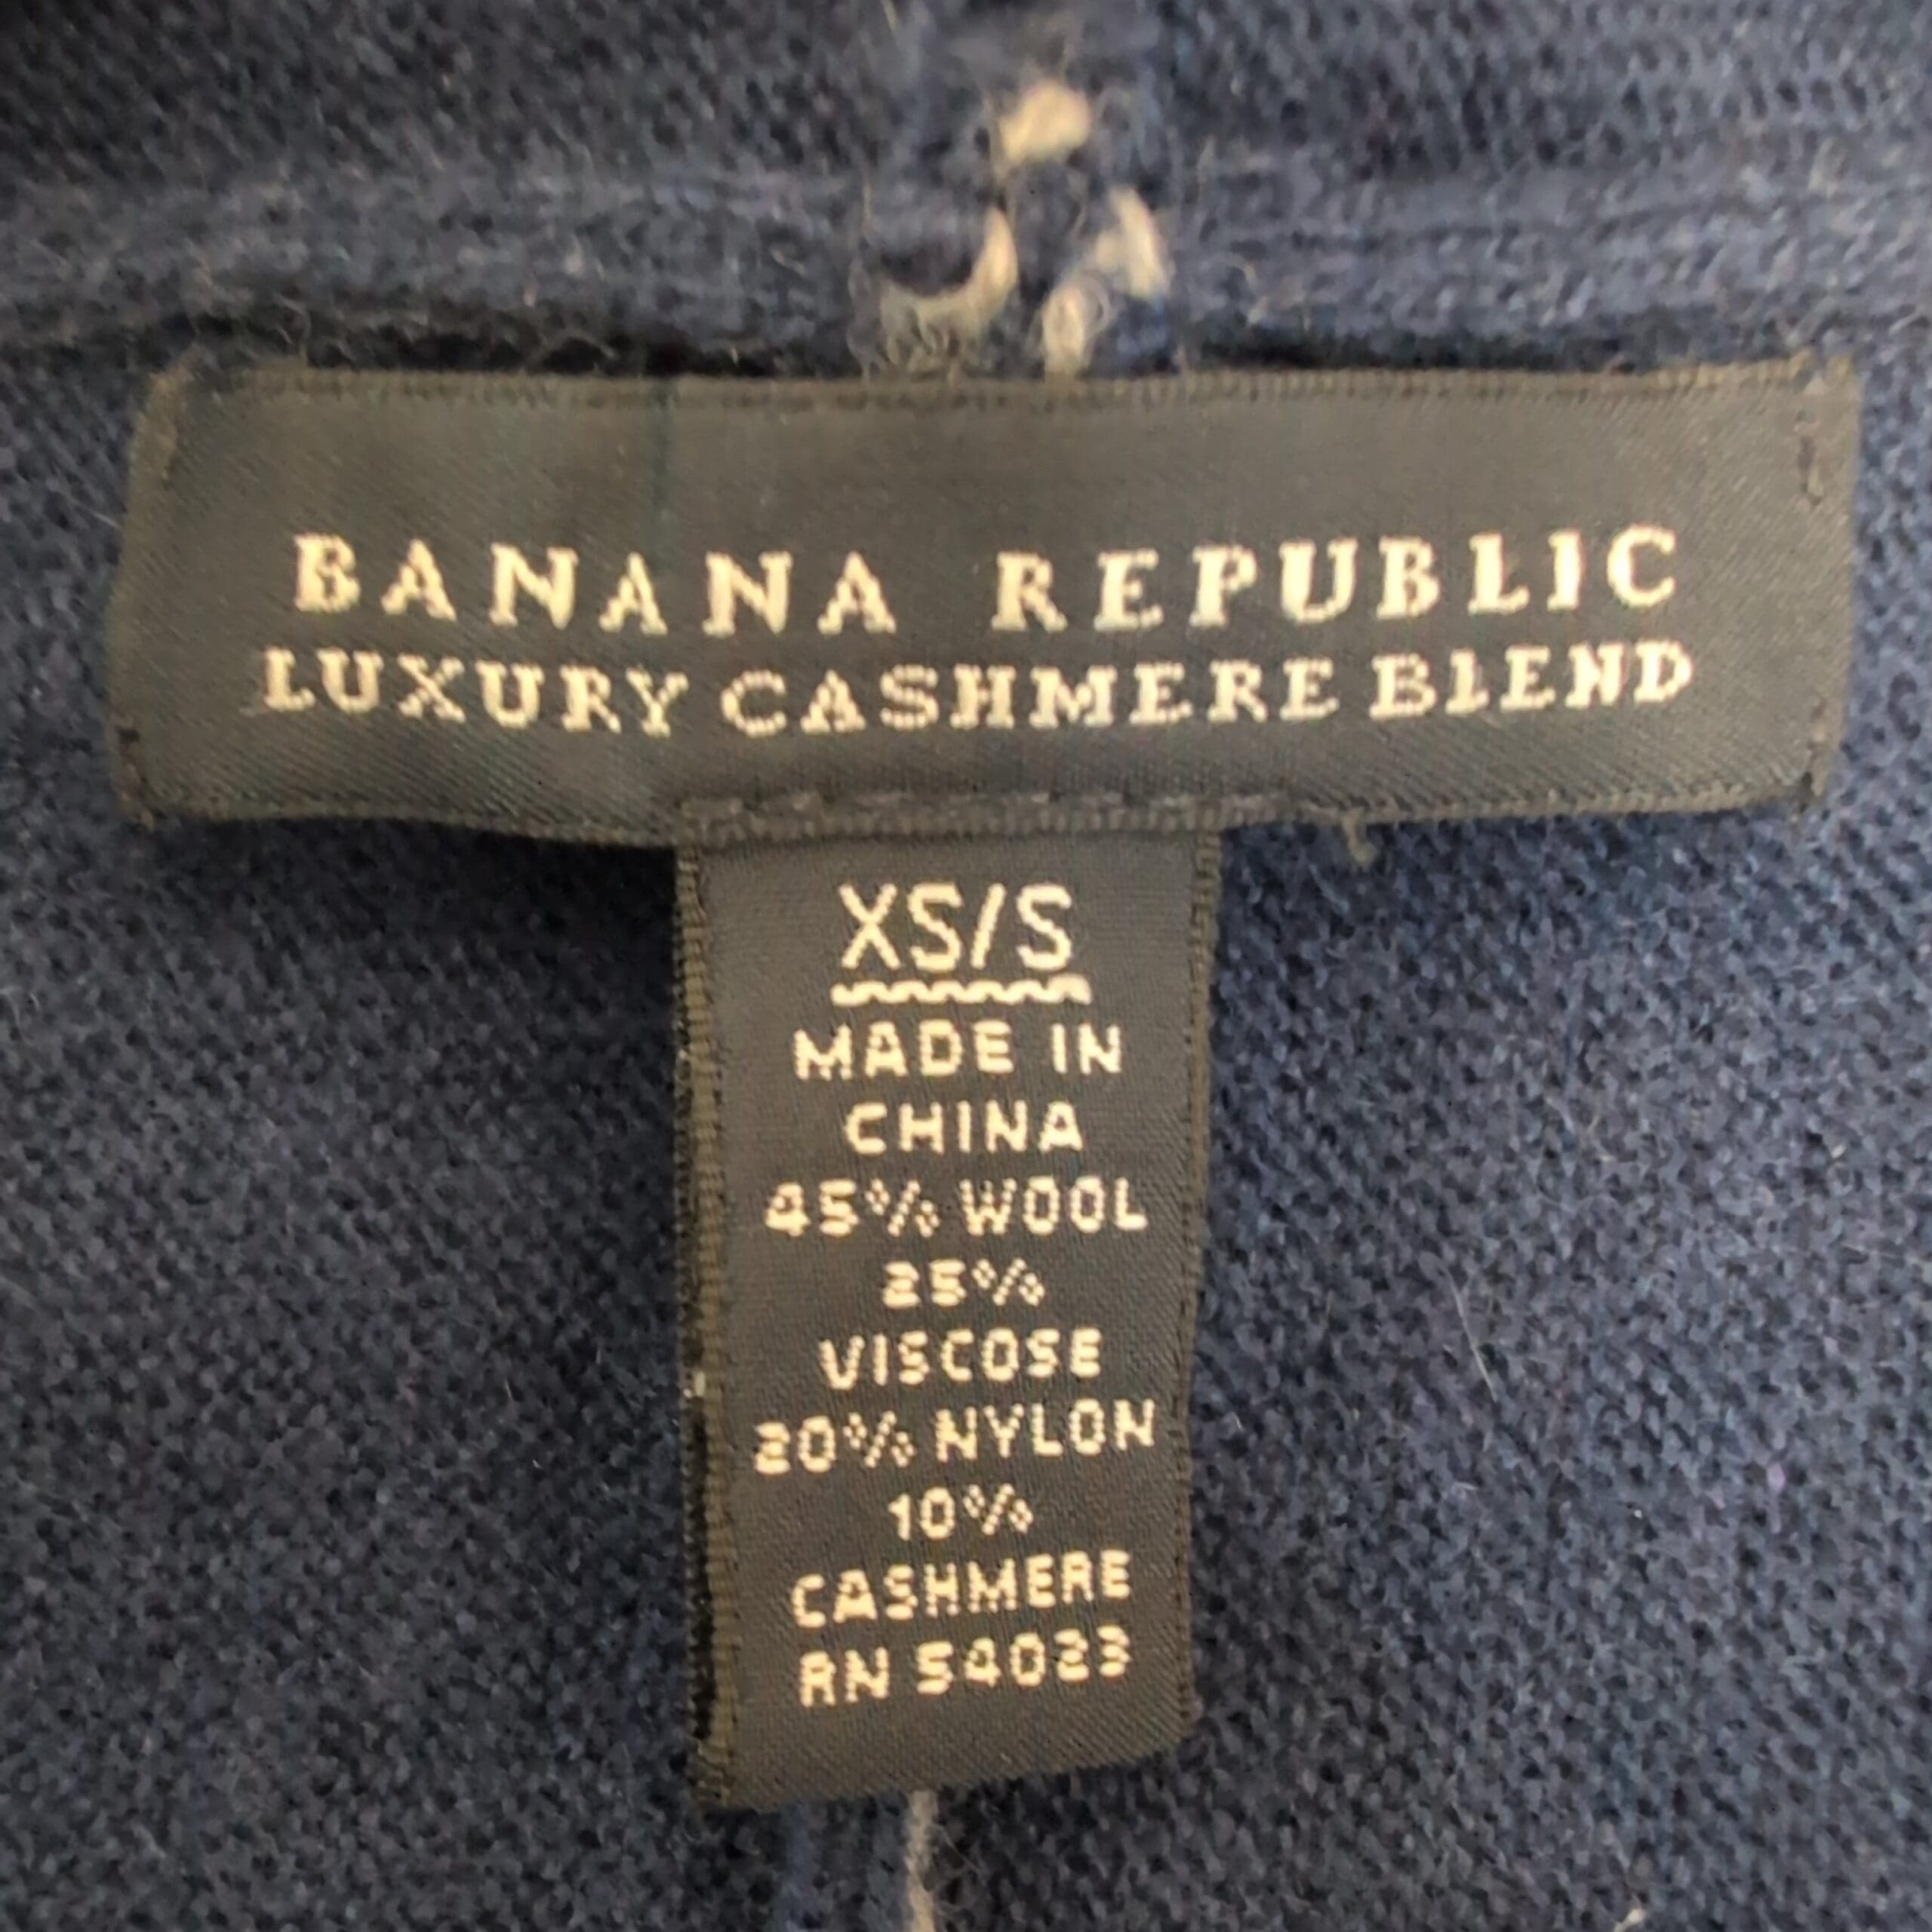 BANANA REPUBLIC
LUXURY CASHMERE BLEND
XS/S
MADE IN
CHINA
45% WOOL
25%
VISCOSE
20% NYLON
10%
CASHMERE
RN 54023